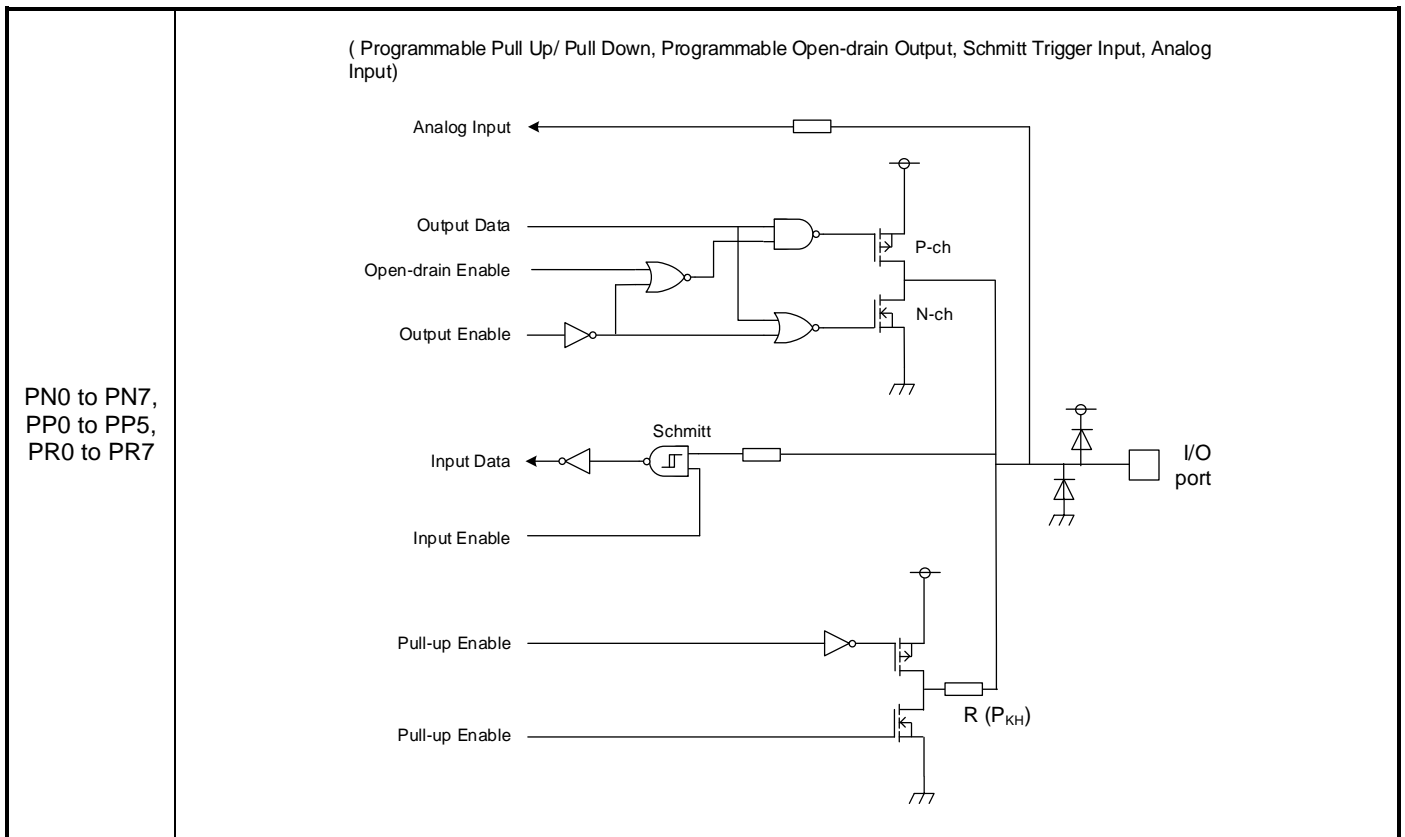 ( Programmable Pull Up/ Pull Down, Programmable Open-drain Output, Schmitt Trigger Input, Analog
Input)
Analog Input
Output Data
P-ch
Open-drain Enable
N-ch
Output Enable
PN0 to PN7,
PP0 to PP5,
PR0 to PR7
Schmitt
Input Data
I/O
port
Input Enable
Pull-up Enable
R (PKH)
Pull-up Enable